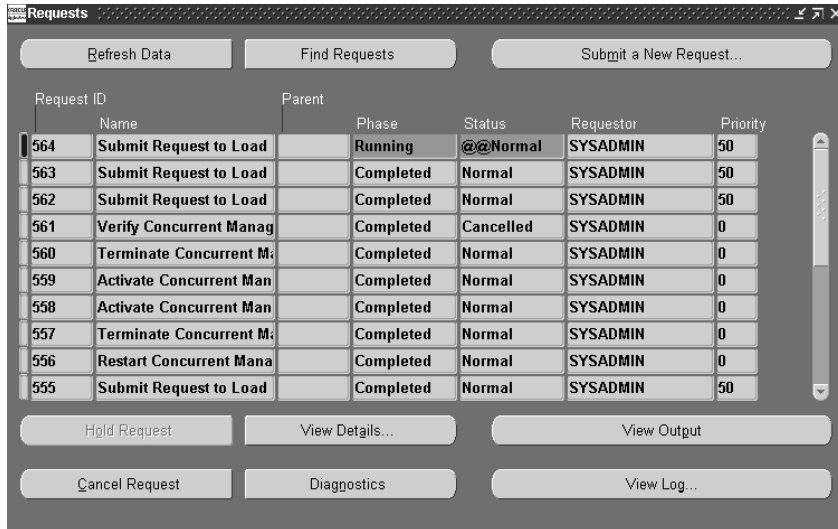 Requests
Refresh Data Find Requests Submit a New Request...
Request ID Parent
Name Phase Status Requestor Priority
564 Submit Request to Load Running @@Normal SYSADMIN 50
563 Submit Request to Load Completed Normal SYSADMIN 50
562 Submit Request to Load Completed Normal SYSADMIN 50
561 Verify Concurrent Manag Completed Cancelled SYSADMIN 0
560 Terminate Concurrent Ma Completed Normal SYSADMIN 0
559 Activate Concurrent Man Completed Normal SYSADMIN 0
558 Activate Concurrent Man Completed Normal SYSADMIN 0
557 Terminate Concurrent Ma Completed Normal SYSADMIN 0
556 Restart Concurrent Mana Completed Normal SYSADMIN 0
555 Submit Request to Load Completed Normal SYSADMIN 50
Hold Request View Details... View Output
Cancel Request Diagnostics View Log...